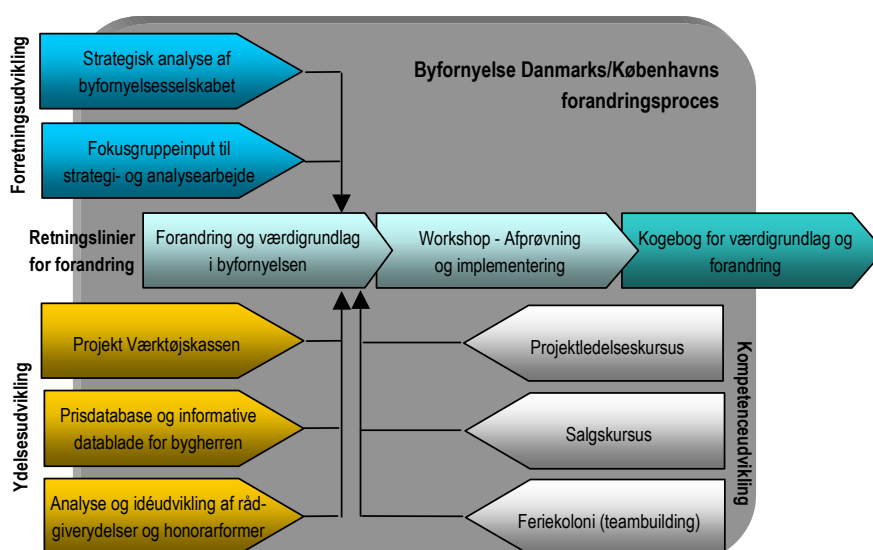 Forretningsudvikling
Strategisk analyse af
byfornyelsesselskabet
Fokusgruppeinput til
strategi- og analysearbejde
Byfornyelse Danmarks/Københavns
forandringsproces
Retningslinier
for forandring
Forandring og værdigrundlag
i byfornyelsen
Workshop - Afprøvning
og implementering
Kogebog for værdigrundlag og
forandring
Ydelsesudvikling
Projekt Værktøjskassen
Prisdatabase og informative
datablade for bygherren
Analyse og idéudvikling af råd-
giverydelser og honorarformer
Projektledelseskursus
Salgskursus
Feriekoloni (teambuilding)
Kompetenceudvikling